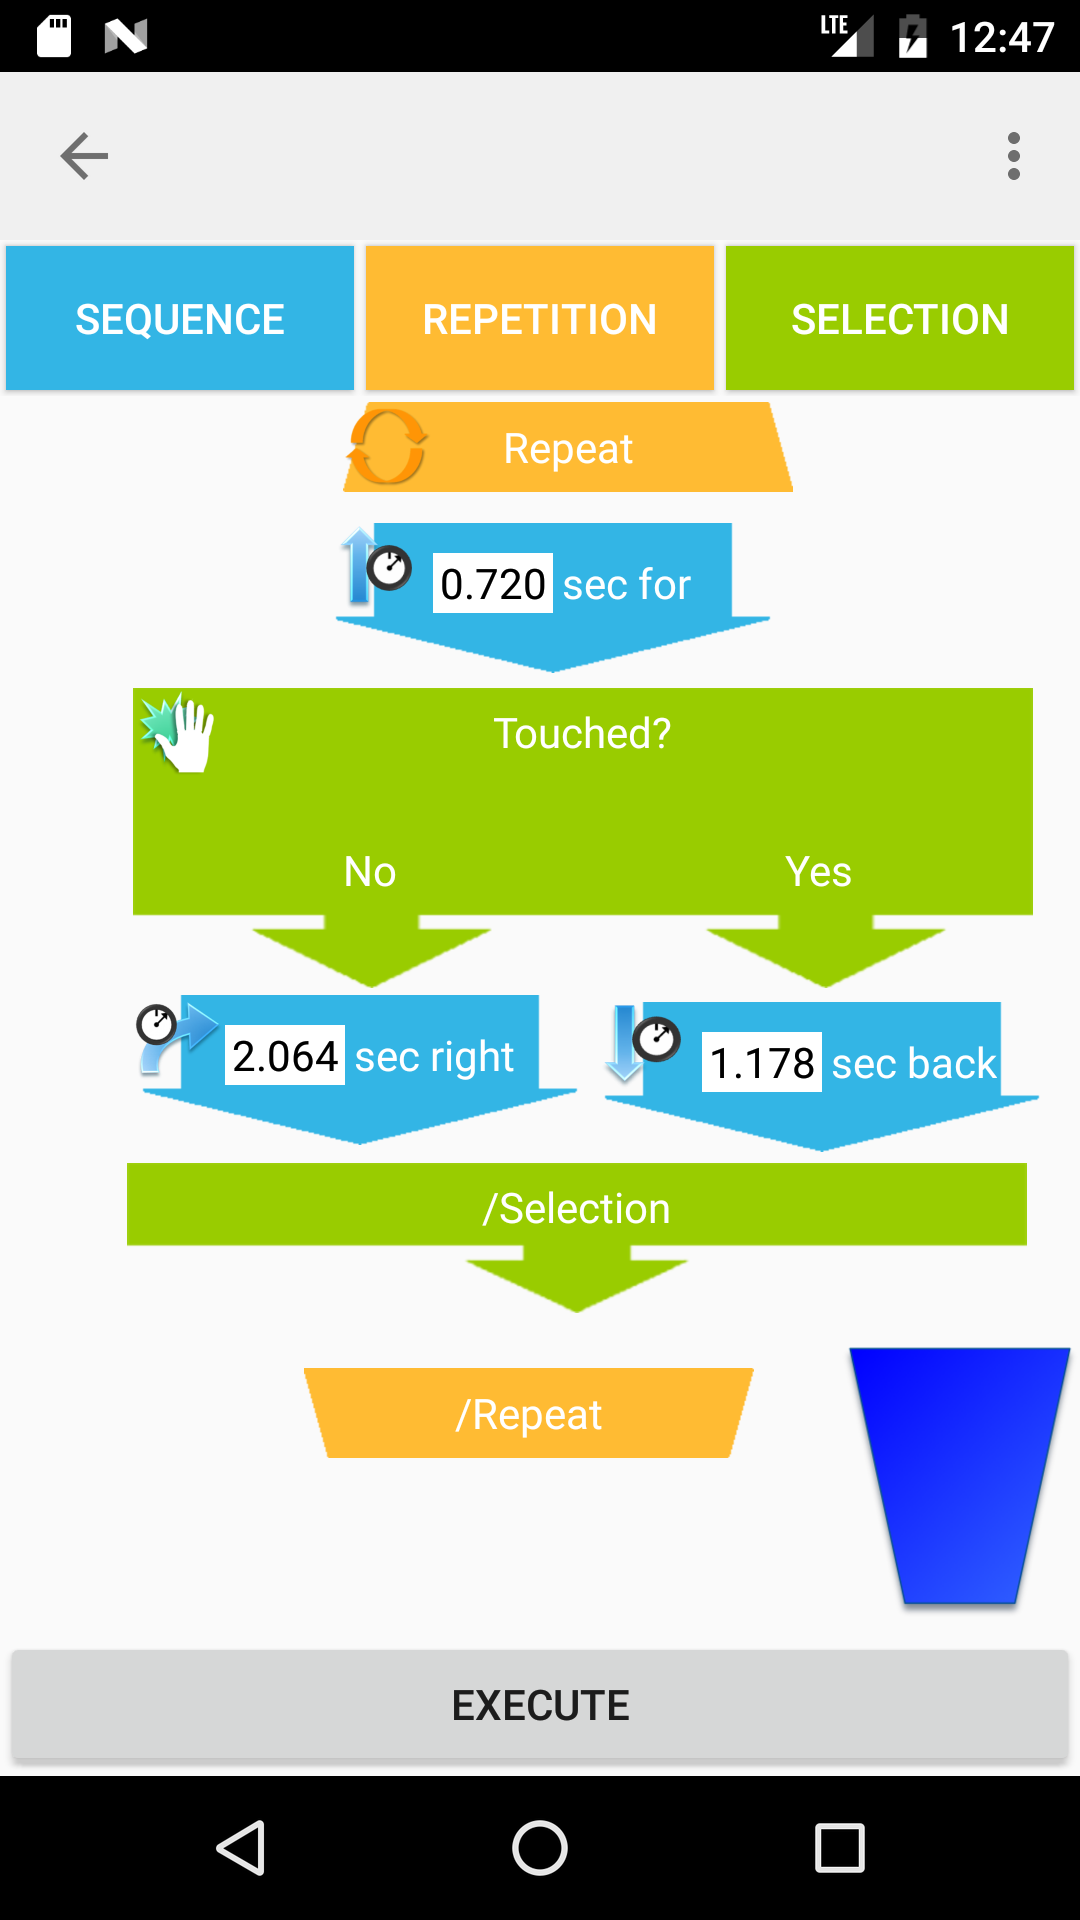 LTE 12:47
SEQUENCE REPETITION SELECTION
Repeat
0.720 sec for
Touched?
No Yes
2.064 sec right 1.178 sec back
/Selection
/Repeat
EXECUTE